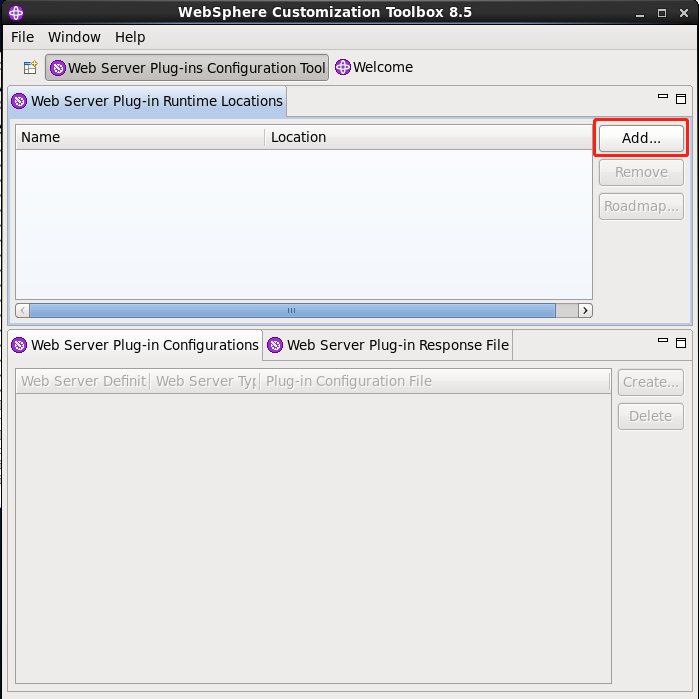 WebSphere Customization Toolbox 8.5
File Window Help
Web Server Plug-ins Configuration Tool Welcome
Web Server Plug-in Runtime Locations
Name Location
Add...
Remove
Roadmap...
Web Server Plug-in Configurations Web Server Plug-in Response File
Web Server Definit Web Server Typ Plug-in Configuration File
Create...
Delete